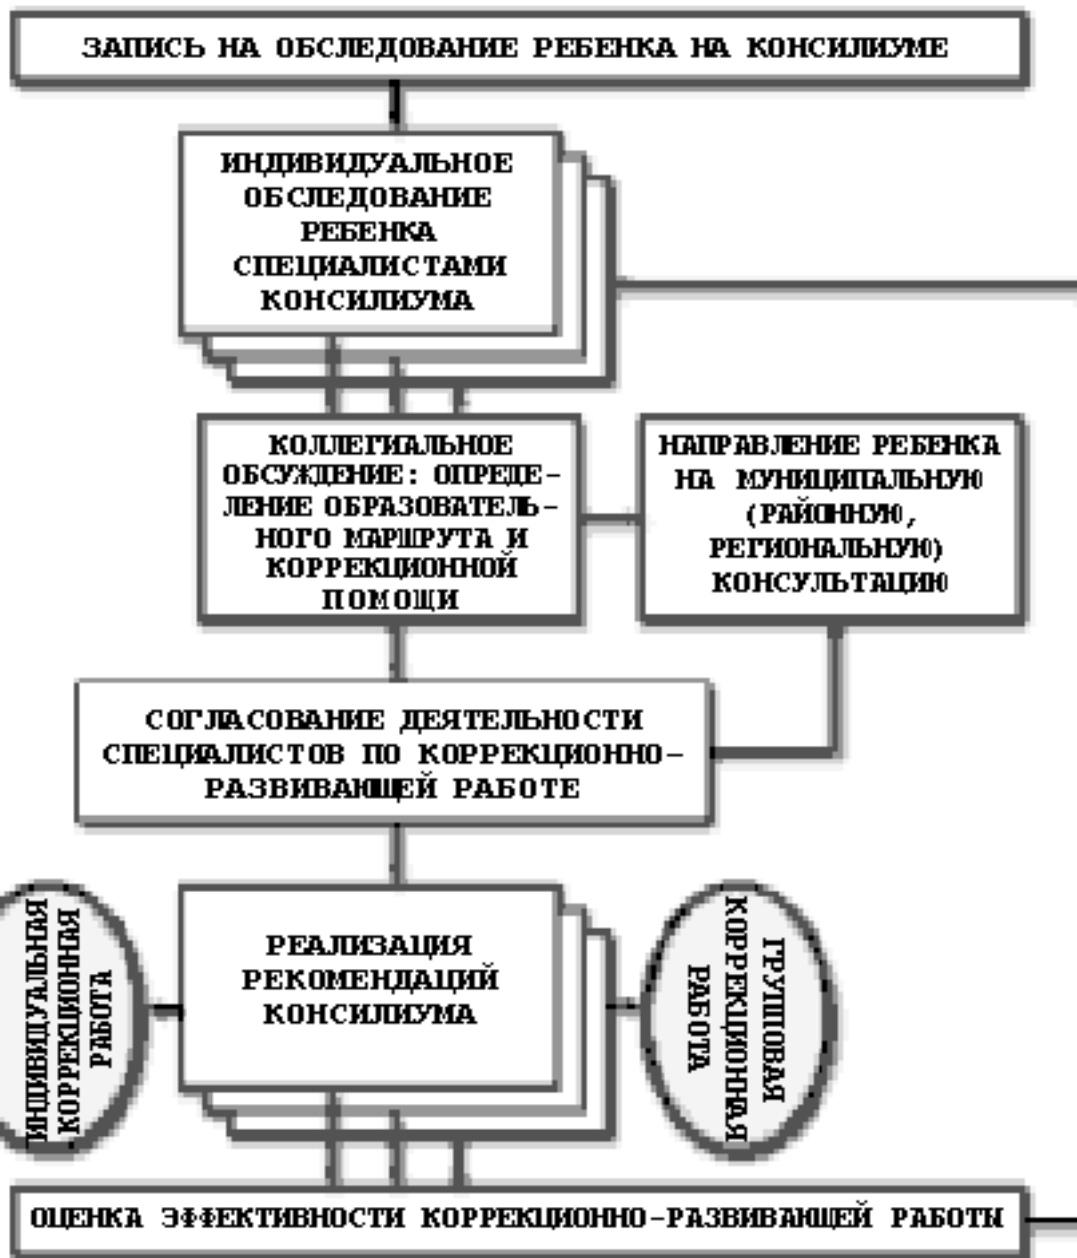 ЗАПИСЬ НА ОБСЛЕДОВАНИЕ РЕБЕНКА НА КОНСИЛИУМЕ
ИНДИВИДУАЛЬНОЕ
ОБСЛЕДОВАНИЕ
РЕБЕНКА
СПЕЦИАЛИСТАМИ
КОНСИЛИУМА
КОЛЛЕГИАЛЬНОЕ
ОБСУЖДЕНИЕ: ОПРЕДЕ-
ЛЕНИЕ ОБРАЗОВАТЕЛЬ-
НОГО МАРШРУТА И
КОРРЕКЦИОННОЙ
ПОМОЩИ
НАПРАВЛЕНИЕ РЕБЕНКА
НА МУНИЦИПАЛЬНУЮ
(РАЙОННУЮ,
РЕГИОНАЛЬНУЮ)
КОНСУЛЬТАЦИЮ
СОГЛАСОВАНИЕ ДЕЯТЕЛЬНОСТИ
СПЕЦИАЛИСТОВ ПО КОРРЕКЦИОННО-
РАЗВИВАЮЩЕЙ РАБОТЕ
ИНДИВИДУАЛЬНАЯ
КОРРЕКЦИОННАЯ
РАБОТА
РЕАЛИЗАЦИЯ
РЕКОМЕНДАЦИЙ
КОНСИЛИУМА
ГРУППОВАЯ
КОРРЕКЦИОННАЯ
РАБОТА
ОЦЕНКА ЭФФЕКТИВНОСТИ КОРРЕКЦИОННО-РАЗВИВАЮЩЕЙ РАБОТЫ